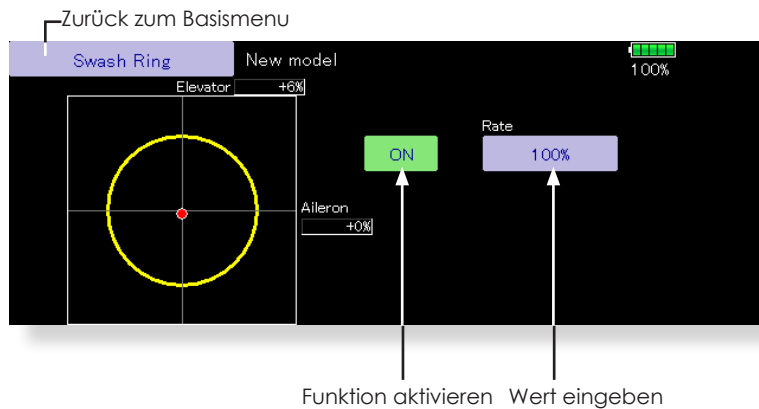 Zurück zum Basismenu
Swash Ring New model
100%
Elevator +6%
Rate
ON 100%
Aileron
+0%
Funktion aktivieren Wert eingeben